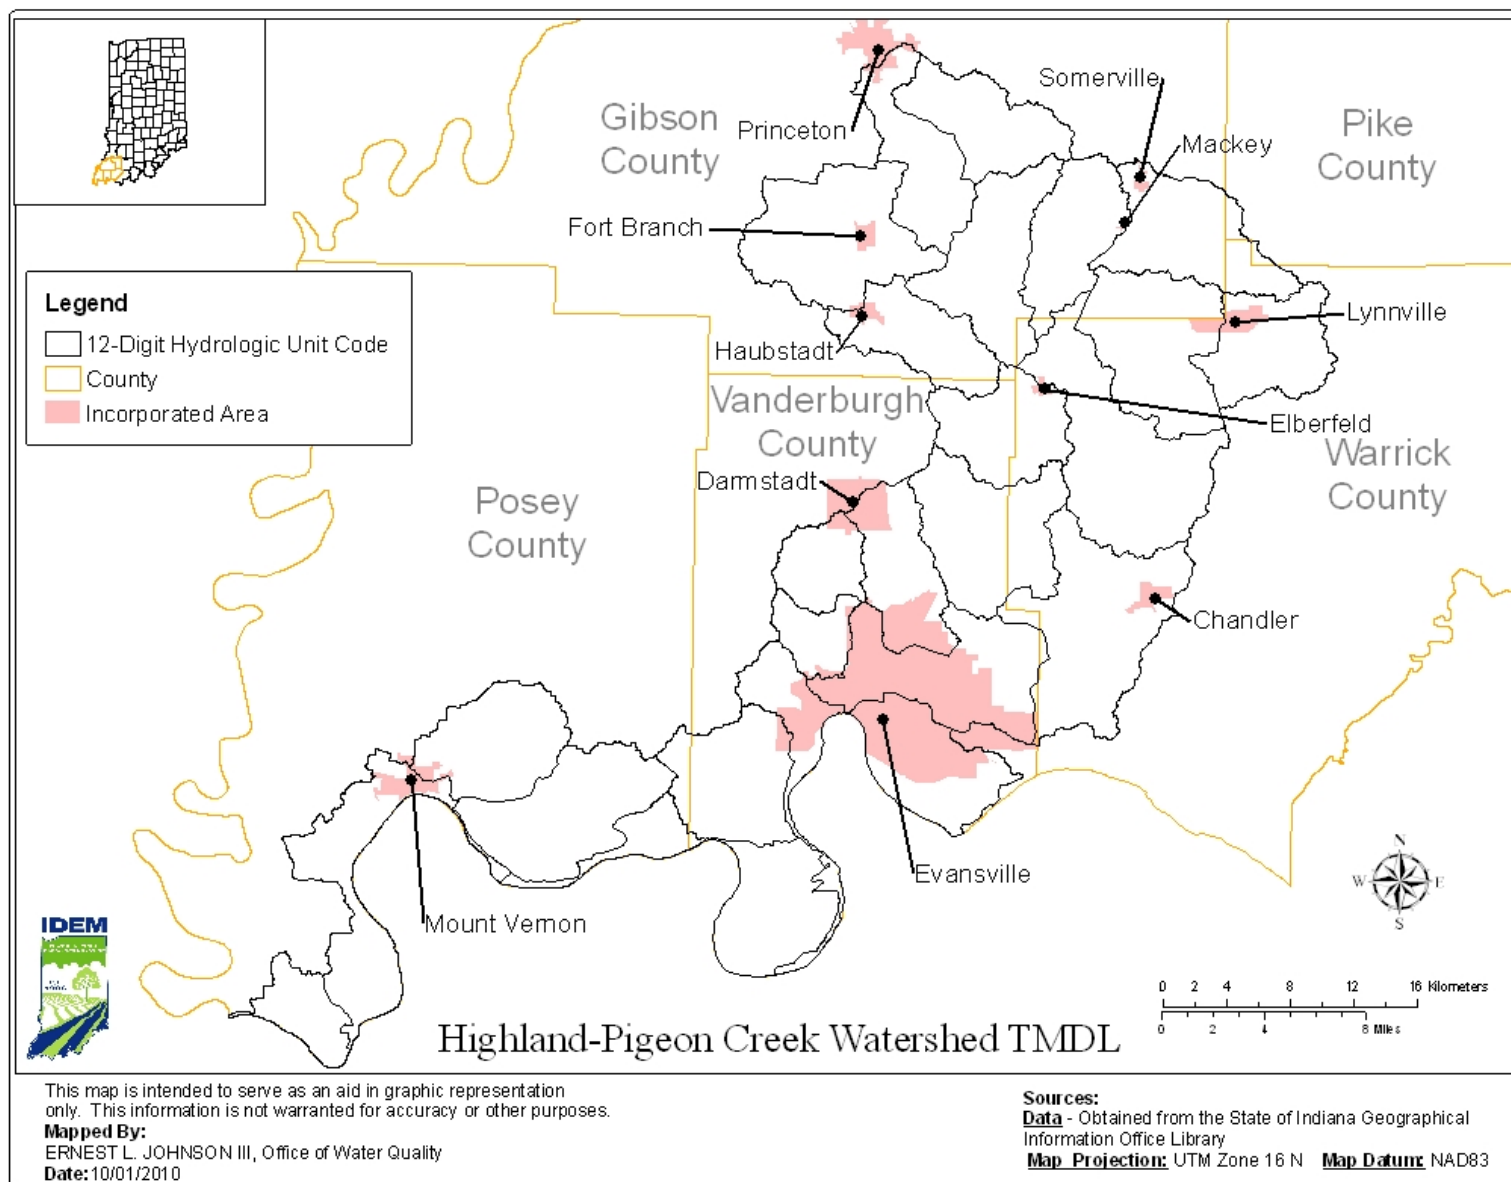 Somerville
Gibson
County
Princeton
Mackey
Pike
County
Fort Branch
Legend
12-Digit Hydrologic Unit Code
County
Incorporated Area
Haubstadt
Lynnville
Vanderburgh
County
Elberfeld
Warrick
County
Darmstadt
Posey
County
Chandler
Evansville
Mount Vernon
N
W E
S
IDEM
0 2 4 8 12 16 Kilometers
0 2 4 8 Miles
Highland-Pigeon Creek Watershed TMDL
This map is intended to serve as an aid in graphic representation
only. This information is not warranted for accuracy or other purposes.
Mapped By:
ERNEST L. JOHNSON III, Office of Water Quality
Date: 10/01/2010
Sources:
Data - Obtained from the State of Indiana Geographical
Information Office Library
Map Projection: UTM Zone 16 N Map Datum: NAD83